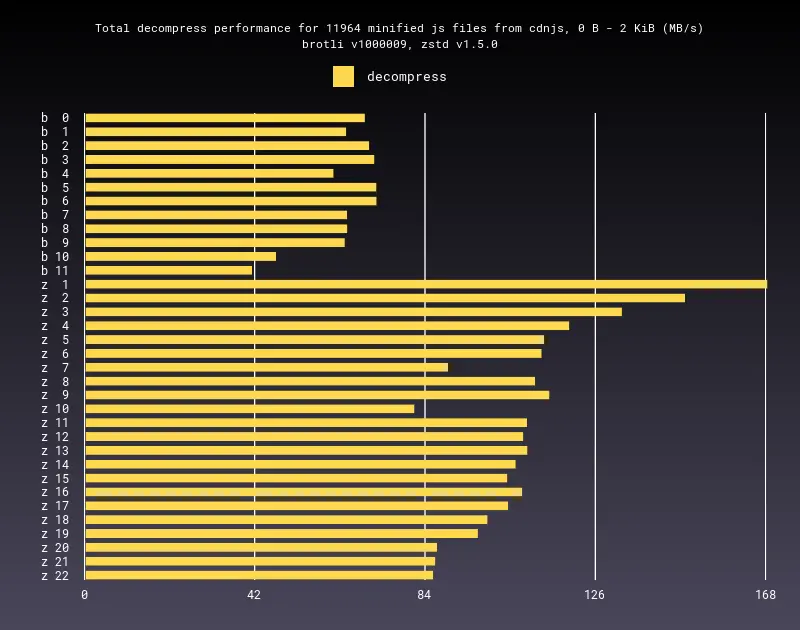 Total decompress performance for 11964 minified js files from cdnjs, 0 B - 2 KiB (MB/s)
brotli v1000009, zstd v1.5.0
decompress
b 0
b 1
b 2
b 3
b 4
b 5
b 6
b 7
b 8
b 9
b 10
b 11
z 1
z 2
z 3
z 4
z 5
z 6
z 7
z 8
z 9
z 10
z 11
z 12
z 13
z 14
z 15
z 16
z 17
z 18
z 19
z 20
z 21
z 22
0 42 84 126 168